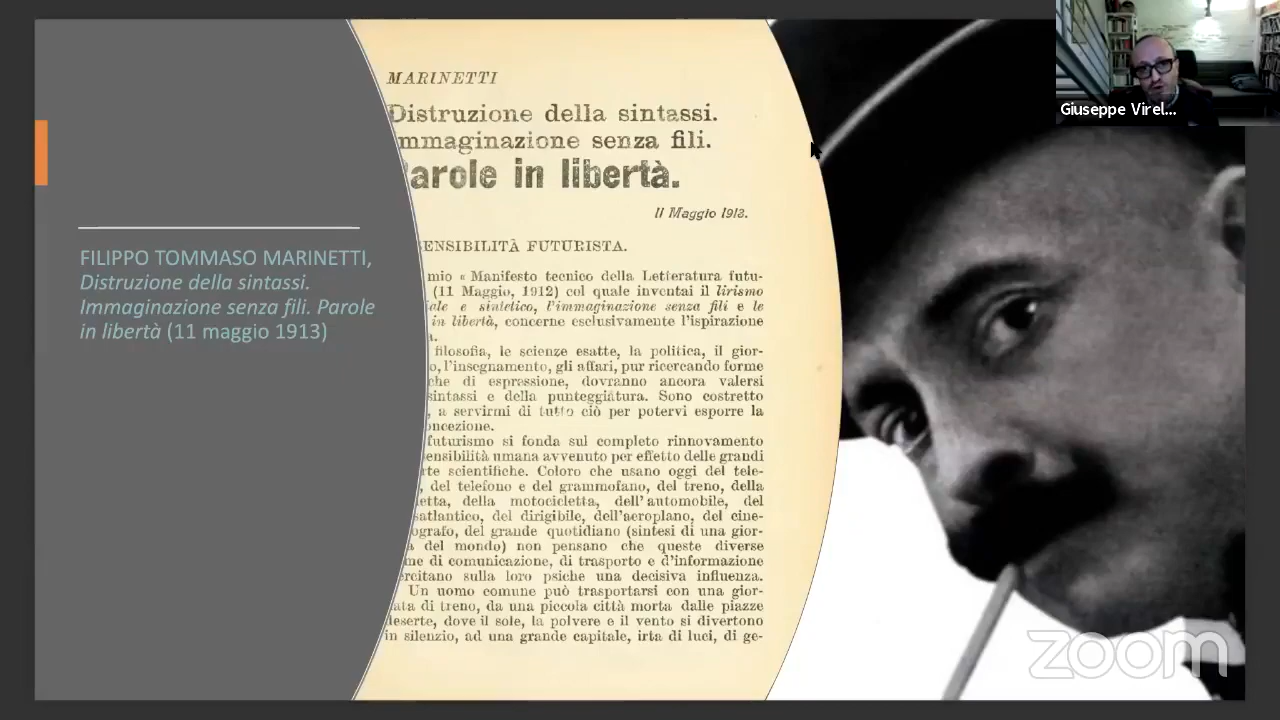 FILIPPO TOMMASO MARINETTI,
Distruzione della sintassi.
Immaginazione senza fili. Parole
in libertà (11 maggio 1913)
MARINETTI
Distruzione della sintassi.
mmaginazione senza fili.
arole in libertà.
11 Maggio 1913.
ENSIBILITÀ FUTURISTA.
mio « Manifesto tecnico della Letteratura futu-
(11 Maggio, 1912) col quale inventai il lirismo
ale e sintetico, l'immaginazione senza fili e le
in libertà, concerne esclusivamente l'ispirazione
filosofia, le scienze esatte, la politica, il gior-
o, l'insegnamento, gli affari, pur ricercando forme
che di espressione, dovranno ancora valersi
sintassi e della punteggiatura. Sono costretto
, a servirmi di tutto ciò per potervi esporre la
oncezione.
futurismo si fonda sul completo rinnovamento
ensibilità umana avvenuto per effetto delle grandi
rte scientifiche. Coloro che usano oggi del tele-
, del telefono e del grammofano, del treno, della
letta, della motocicletta, dell'automobile, del
satlantico, del dirigibile, dell'aeroplano, del cine-
ografo, del grande quotidiano (sintesi di una gior-
a del mondo) non pensano che queste diverse
me di comunicazione, di trasporto e d'informazione
ercitano sulla loro psiche una decisiva influenza.
Un uomo comune può trasportarsi con una gior-
ata di treno, da una piccola città morta dalle piazze
deserte, dove il sole, la polvere e il vento si divertono
in silenzio, ad una grande capitale, irta di luci, di ge-
Giuseppe Virel...
zoom